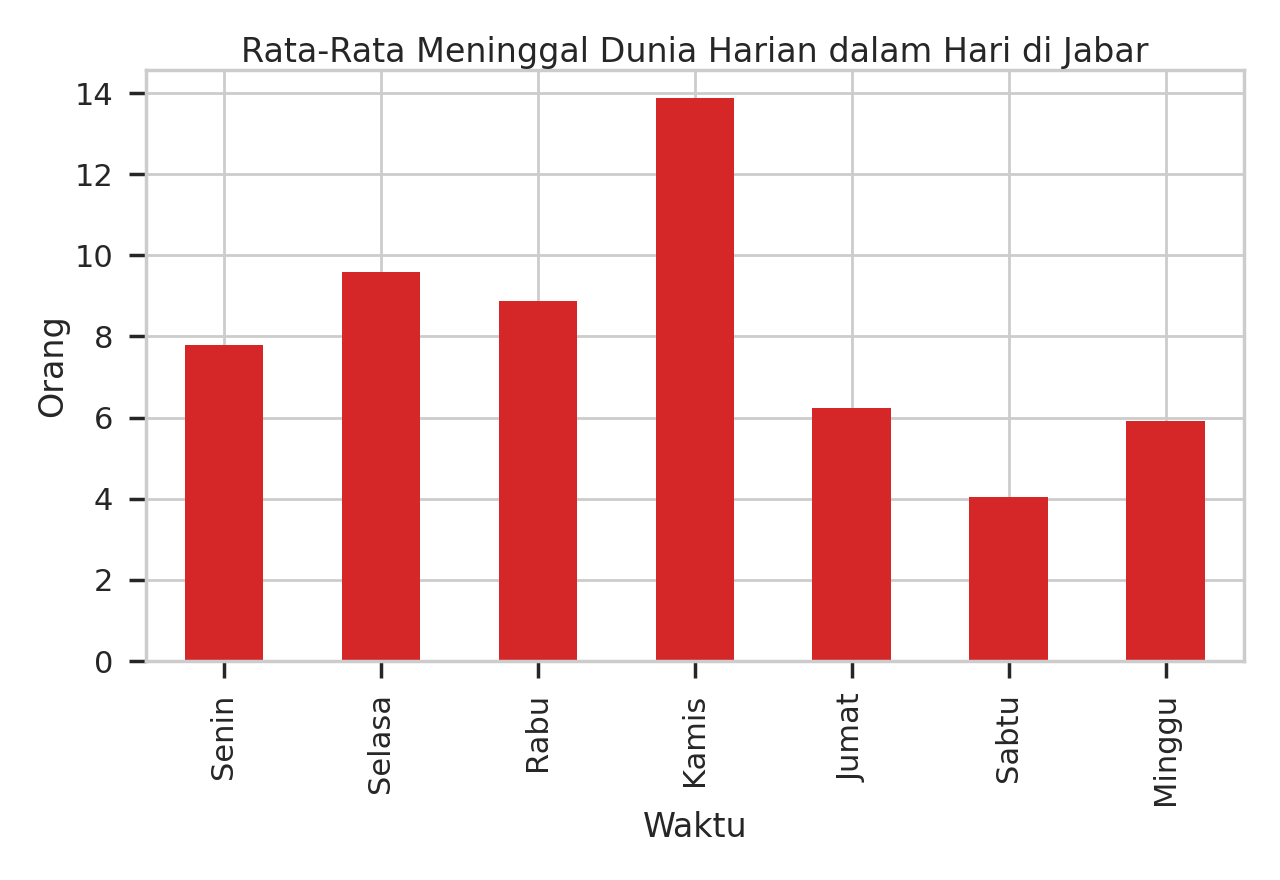 Rata-Rata Meninggal Dunia Harian dalam Hari di Jabar
14
12
10
8
6
4
2
0
Orang
Senin
Selasa
Rabu
Kamis
Jumat
Sabtu
Minggu
Waktu